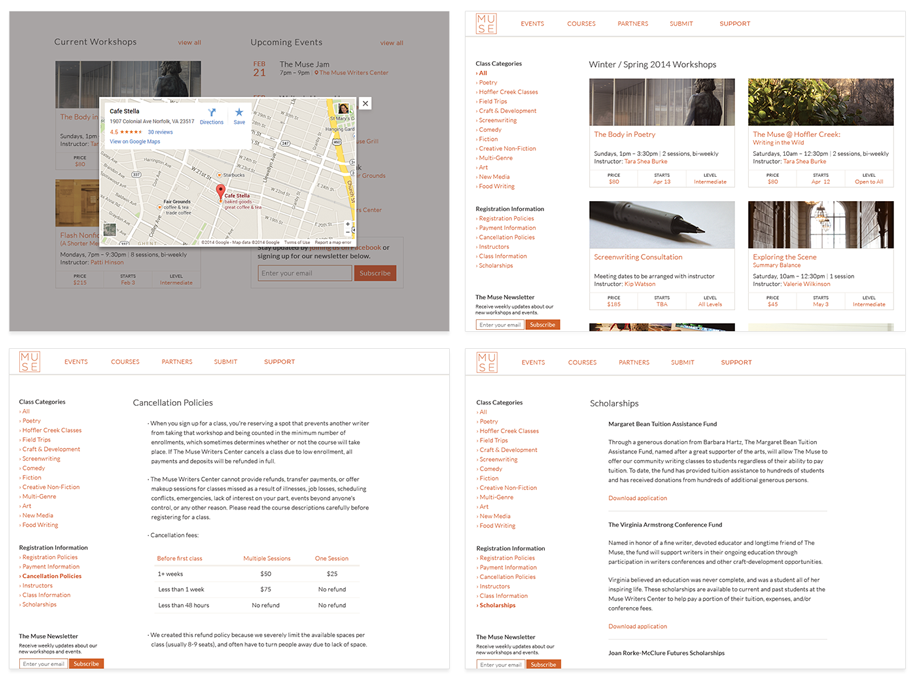 Current Workshops
view all
Upcoming Events
view all
FEB
21
The Muse Jam
7pm – 9pm | The Muse Writers Center
Cafe Stella
1907 Colonial Ave Norfolk, VA 23517
4.5 ★★★★★ 30 reviews
View on Google Maps
Directions
Save
Starbucks
Fair Grounds
coffee & tea
trade coffee
Cafe Stella
baked goods
great coffee & tea
W 21st St
Colonial Ave
Church St
©2014 Google - Map data ©2014 Google
Terms of Use
Report a map error
The Body in
Sundays, 1pm
Instructor: Ta
PRICE
$60
Flash Nonfi
(A Shorter Me
Mondays, 7pm – 9:30pm | 6 sessions, bi-weekly
Instructor: Patti Hinson
PRICE STARTS LEVEL
$215 Feb 3 Intermediate
Stay updated by joining us on Facebook or
signing up for our newsletter below.
Enter your email
Subscribe
MU
SE
EVENTS COURSES PARTNERS SUBMIT SUPPORT
Class Categories
› All
› Poetry
› Hoffler Creek Classes
› Field Trips
› Craft & Development
› Screenwriting
› Comedy
› Fiction
› Creative Non-Fiction
› Multi-Genre
› Art
› New Media
› Food Writing
Registration Information
› Registration Policies
› Payment Information
› Cancellation Policies
› Instructors
› Class Information
› Scholarships
The Muse Newsletter
Receive weekly updates about our
new workshops and events.
Enter your email
Subscribe
Winter / Spring 2014 Workshops
The Body in Poetry
Sundays, 1pm – 3:30pm | 2 sessions, bi-weekly
Instructor: Tara Shea Burke
PRICE STARTS LEVEL
$60 Apr 13 Intermediate
The Muse @ Hoffler Creek:
Writing in the Wild
Saturdays, 10am – 12:30pm | 2 sessions, bi-weekly
Instructor: Tara Shea Burke
PRICE STARTS LEVEL
$60 Apr 12 Open to All
Screenwriting Consultation
Meeting dates to be arranged with instructor
Instructor: Kip Watson
PRICE STARTS LEVEL
$185 TBA All Levels
Exploring the Scene
Summary Balance
Saturday, 10am – 12:30pm | 1 session
Instructor: Valerie Wilkinson
PRICE STARTS LEVEL
$45 May 3 Intermediate
MU
SE
EVENTS COURSES PARTNERS SUBMIT SUPPORT
Class Categories
› All
› Poetry
› Hoffler Creek Classes
› Field Trips
› Craft & Development
› Screenwriting
› Comedy
› Fiction
› Creative Non-Fiction
› Multi-Genre
› Art
› New Media
› Food Writing
Registration Information
› Registration Policies
› Payment Information
› Cancellation Policies
› Instructors
› Class Information
› Scholarships
The Muse Newsletter
Receive weekly updates about our
new workshops and events.
Enter your email
Subscribe
Cancellation Policies
· When you sign up for a class, you're reserving a spot that prevents another writer
from taking that workshop and being counted in the minimum number of
enrollments, which sometimes determines whether or not the course will take
place. If The Muse Writers Center cancels a class due to low enrollment, all
payments and deposits will be refunded in full.
· The Muse Writers Center cannot provide refunds, transfer payments, or offer
makeup sessions for classes missed as a result of illnesses, job losses, scheduling
conflicts, emergencies, lack of interest on your part, events beyond anyone's
control, or any other reason. Please read the course descriptions carefully before
registering for a class.
· Cancellation fees:
Before first class Multiple Sessions One Session
1+ weeks $50 $25
Less than 1 week $75 No refund
Less than 48 hours No refund No refund
· We created this refund policy because we severely limit the available spaces per
class (usually 8-9 seats), and often have to turn people away due to lack of space.
MU
SE
EVENTS COURSES PARTNERS SUBMIT SUPPORT
Class Categories
› All
› Poetry
› Hoffler Creek Classes
› Field Trips
› Craft & Development
› Screenwriting
› Comedy
› Fiction
› Creative Non-Fiction
› Multi-Genre
› Art
› New Media
› Food Writing
Registration Information
› Registration Policies
› Payment Information
› Cancellation Policies
› Instructors
› Class Information
› Scholarships
The Muse Newsletter
Receive weekly updates about our
new workshops and events.
Enter your email
Subscribe
Scholarships
Margaret Bean Tuition Assistance Fund
Through a generous donation from Barbara Hartz, The Margaret Bean Tuition
Assistance Fund, named after a great supporter of the arts, will allow The Muse to
offer our community writing classes to students regardless of their ability to pay
tuition. To date, the fund has provided tuition assistance to hundreds of students
and has received donations from hundreds of additional generous persons.
Download application
The Virginia Armstrong Conference Fund
Named in honor of a fine writer, devoted educator and longtime friend of The
Muse, the fund will support writers in their ongoing education through
participation in writers conferences and other craft-development opportunities.
Virginia believed an education was never complete, and was a student all of her
inspiring life. These scholarships are available to current and past students at the
Muse Writers Center to help pay a portion of their tuition, expenses, and/or
conference fees.
Download application
Joan Rorke-McClure Futures Scholarships